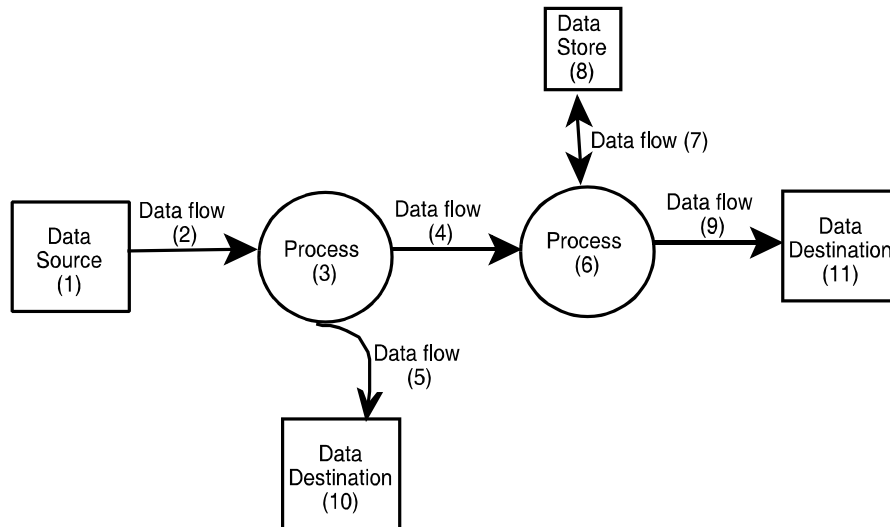 Data
Store
(8)
Data flow (7)
Data
Source
(1)
Data flow
(2)
Process
(3)
Data flow
(4)
Process
(6)
Data flow
(9)
Data
Destination
(11)
Data flow
(5)
Data
Destination
(10)